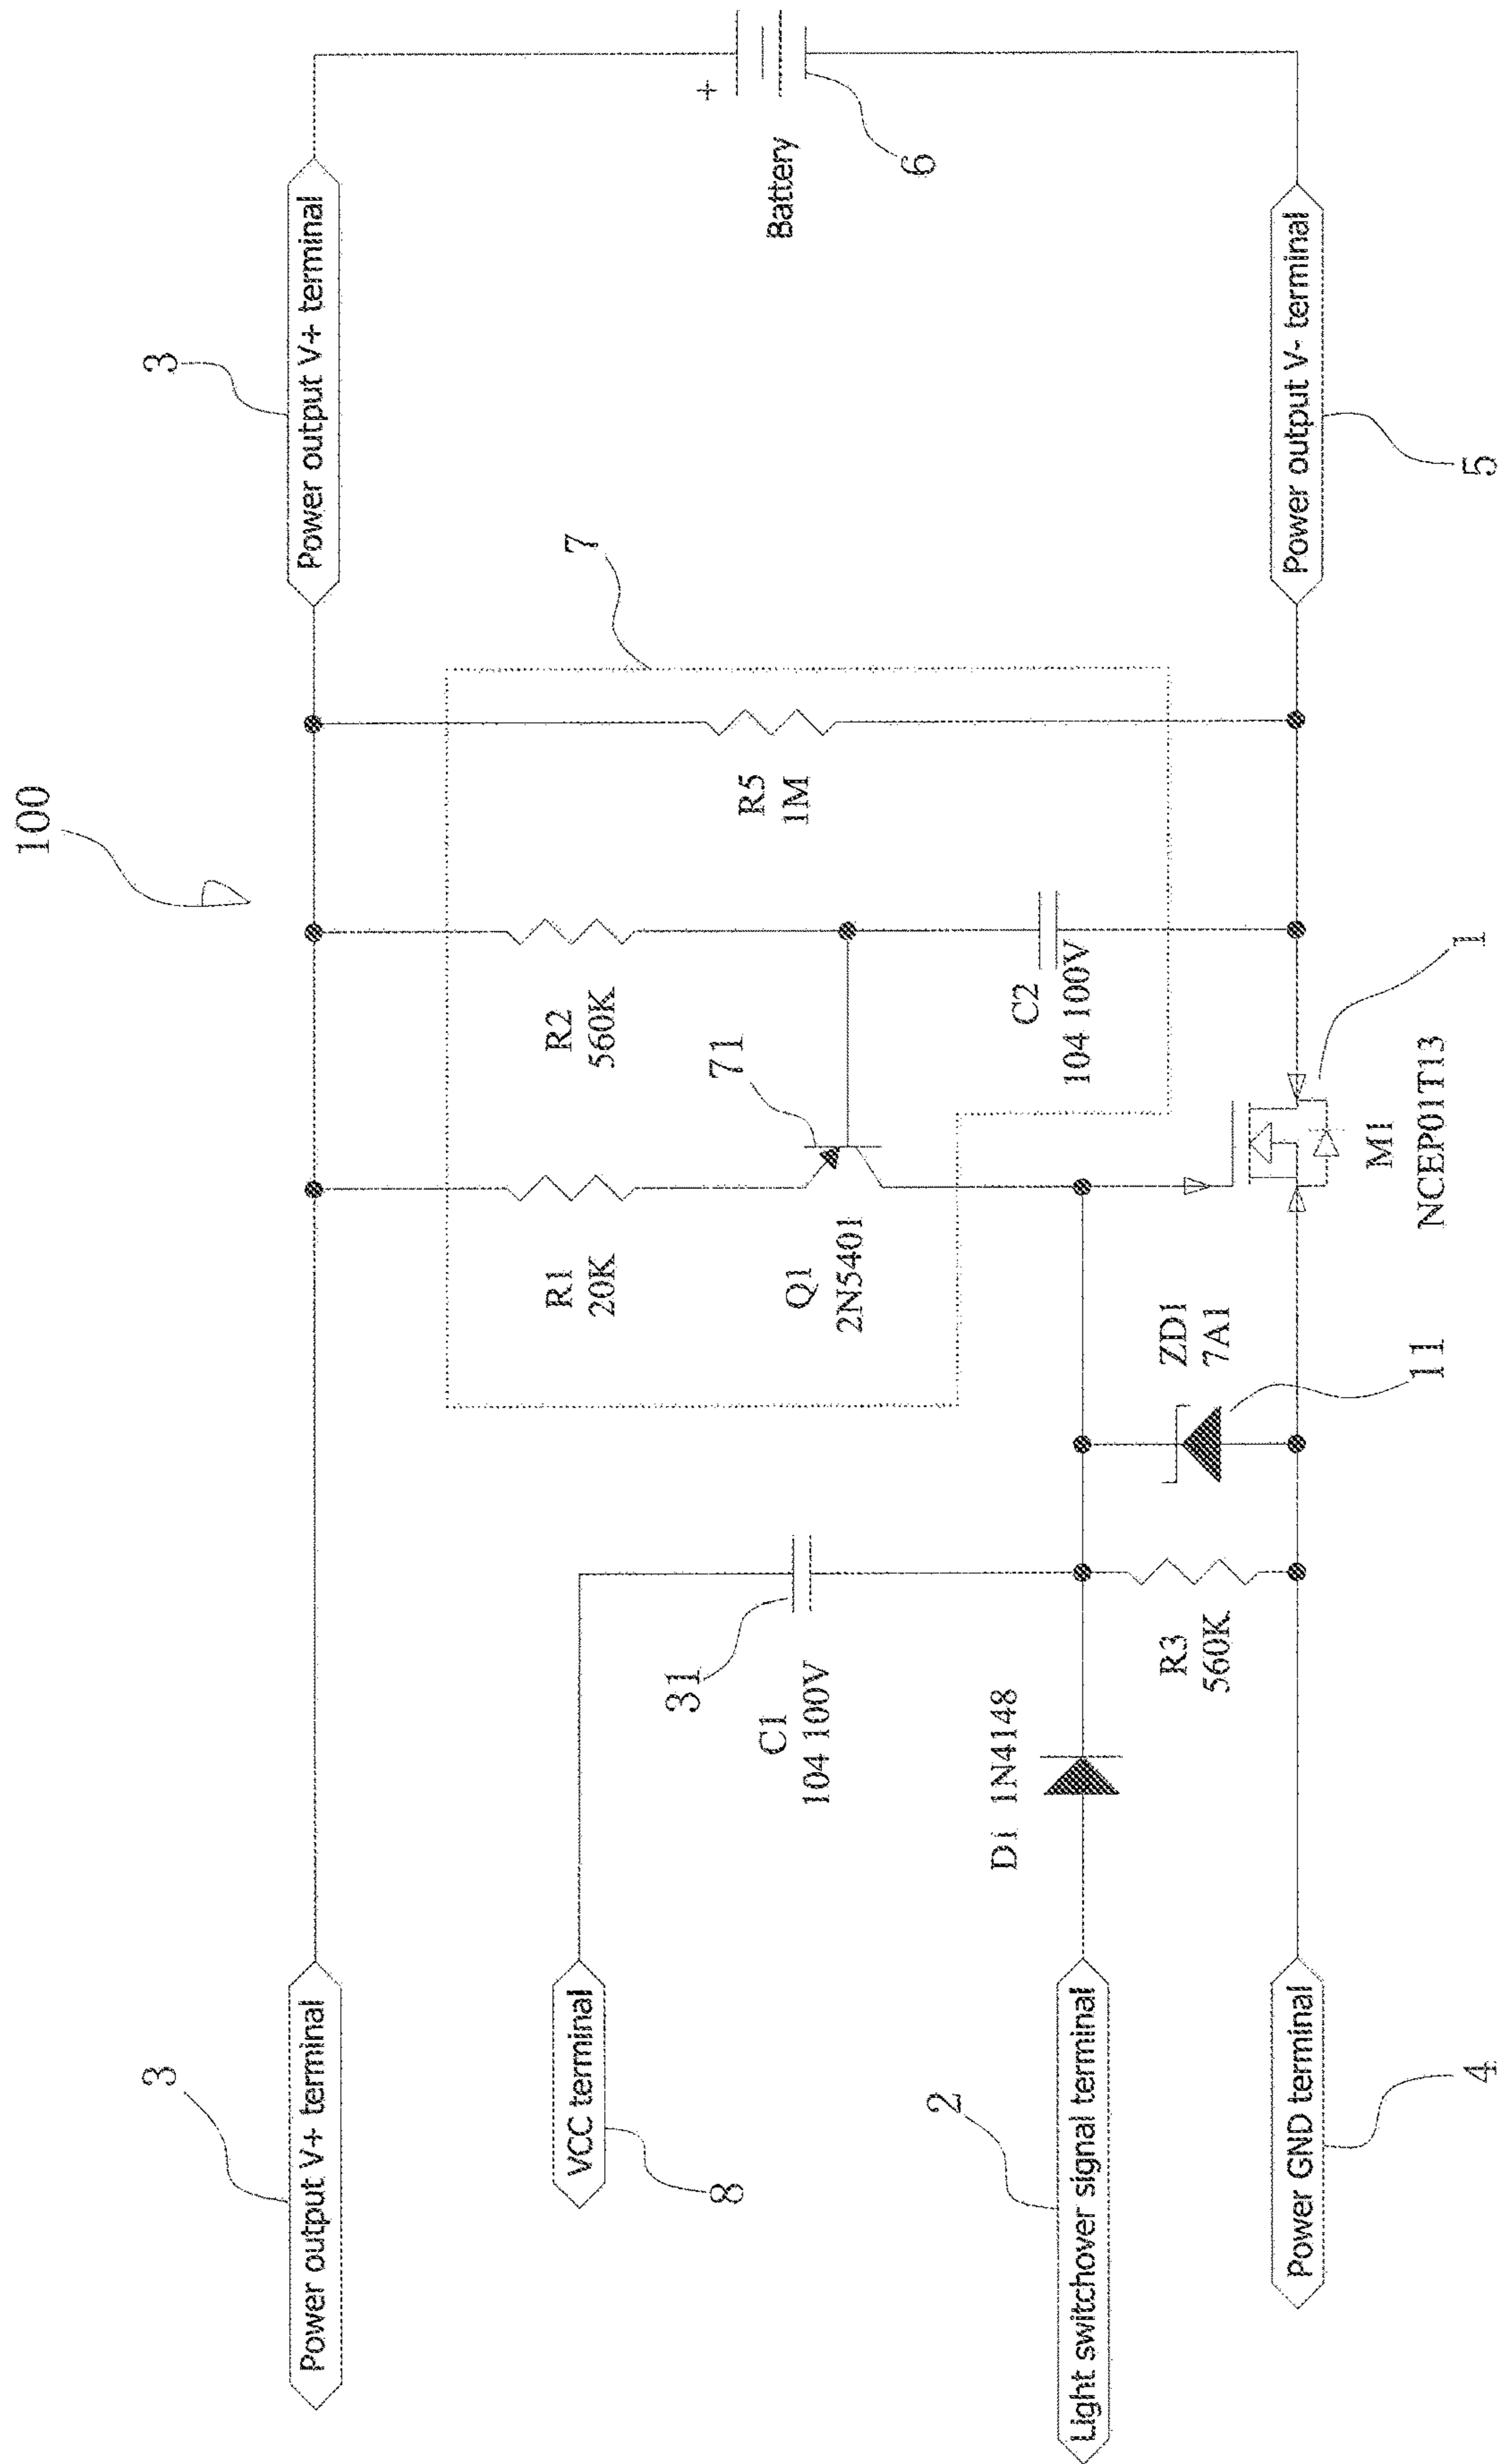 100
3
Power output V+ terminal
3
Power output V+ terminal
VCC terminal
8
7
R1
20K
R2
560K
R5
1M
+
Battery
6
31
C1
104 100V
Q1
2N5401
71
C2
104 100V
2
Light switchover signal terminal
D1 1N4148
R3
560K
ZD1
7A1
11
M1
NCEP01T13
1
Power GND terminal
4
Power output V- terminal
5